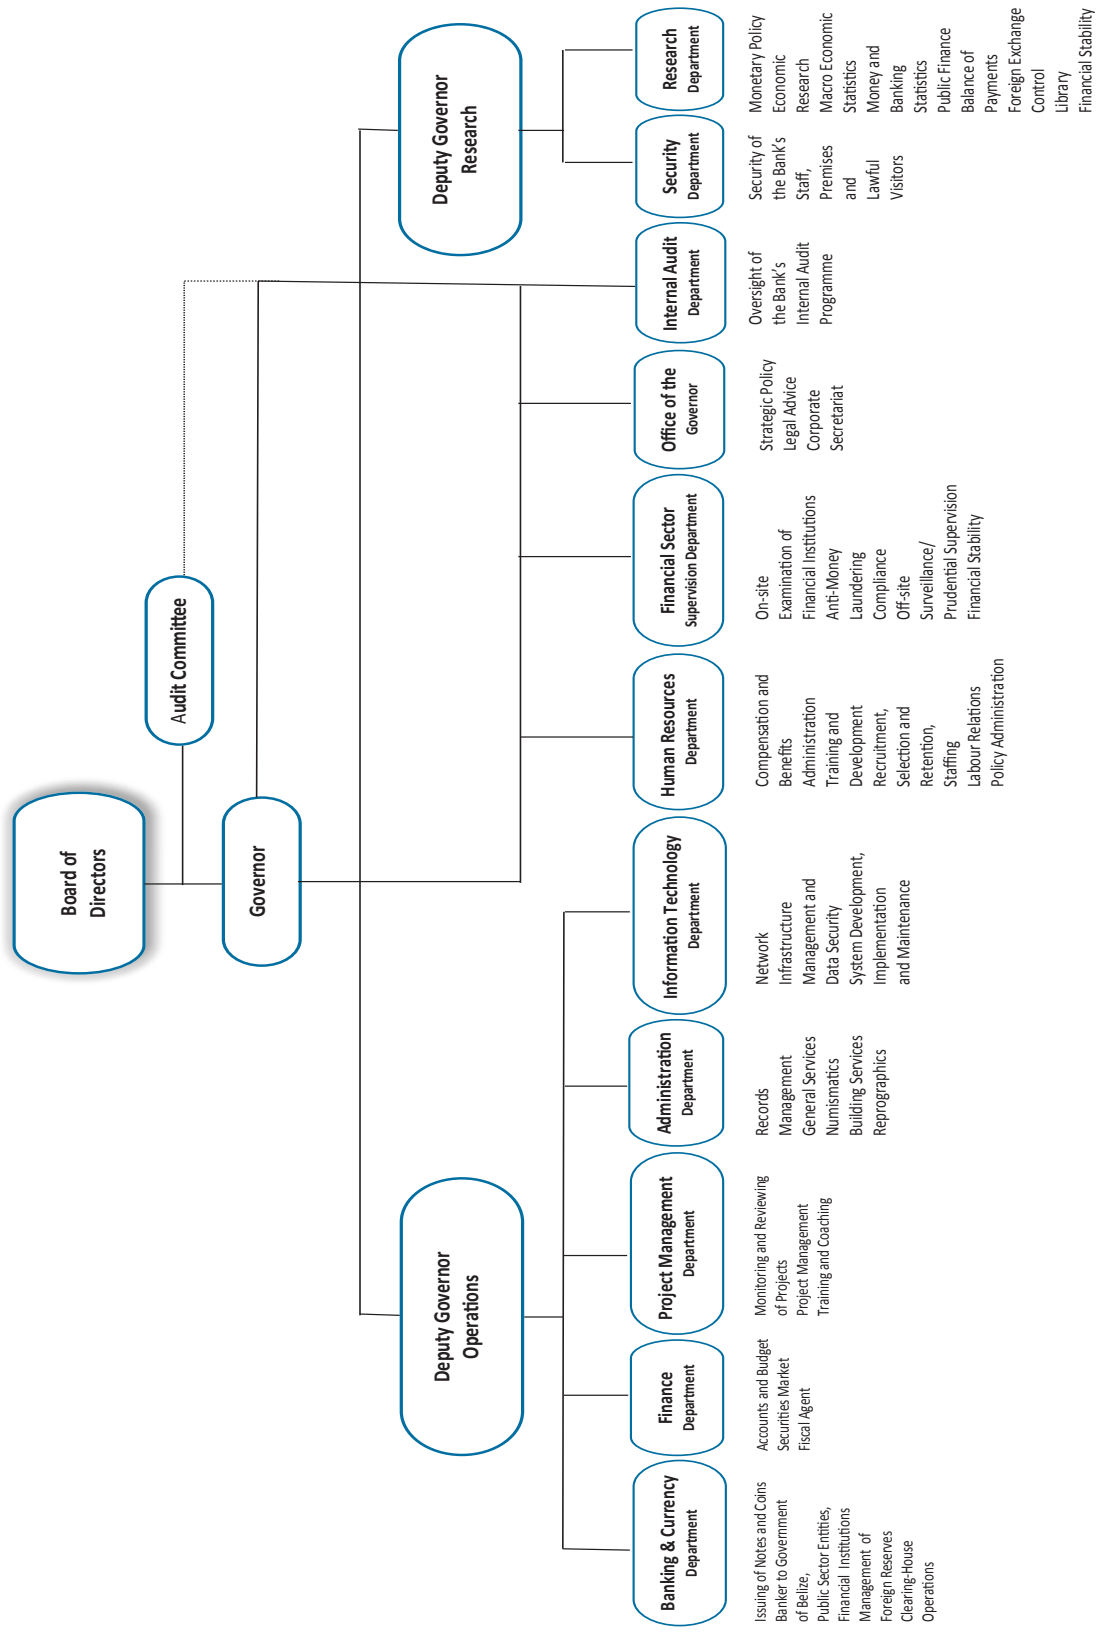 Board of
Directors
Audit Committee
Governor
Deputy Governor
Operations
Deputy Governor
Research
Banking & Currency
Department
Finance
Department
Project Management
Department
Administration
Department
Information Technology
Department
Human Resources
Department
Financial Sector
Supervision Department
Office of the
Governor
Internal Audit
Department
Security
Department
Research
Department
Issuing of Notes and Coins
Banker to Government
of Belize,
Public Sector Entities,
Financial Institutions
Management of
Foreign Reserves
Clearing-House
Operations
Accounts and Budget
Securities Market
Fiscal Agent
Monitoring and Reviewing
of Projects
Project Management
Training and Coaching
Records
Management
General Services
Numismatics
Building Services
Reprographics
Network
Infrastructure
Management and
Data Security
System Development,
Implementation
and Maintenance
Compensation and
Benefits
Administration
Training and
Development
Recruitment,
Selection and
Retention,
Staffing
Labour Relations
Policy Administration
On-site
Examination of
Financial Institutions
Anti-Money
Laundering
Compliance
Off-site
Surveillance/
Prudential Supervision
Financial Stability
Strategic Policy
Legal Advice
Corporate
Secretariat
Oversight of
the Bank's
Internal Audit
Programme
Security of
the Bank's
Staff,
Premises
and
Lawful
Visitors
Monetary Policy
Economic
Research
Macro Economic
Statistics
Money and
Banking
Statistics
Public Finance
Balance of
Payments
Foreign Exchange
Control
Library
Financial Stability